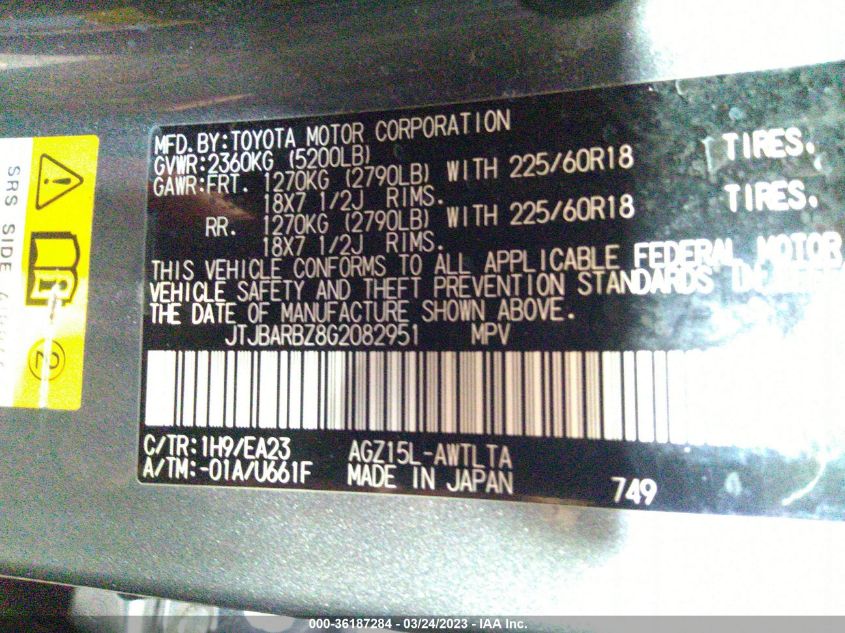 MFD.BY:TOYOTA MOTOR CORPORATION
GVWR:2360KG (5200LB)
GAWR:FRT. 1270KG (2790LB) WITH 225/60R18 TIRES.
18X7 1/2J RIMS.
RR. 1270KG (2790LB) WITH 225/60R18 TIRES.
18X7 1/2J RIMS.
THIS VEHICLE CONFORMS TO ALL APPLICABLE FEDERAL MOTOR
VEHICLE SAFETY AND THEFT PREVENTION STANDARDS
THE DATE OF MANUFACTURE SHOWN ABOVE.
JTJBARBZ8G2082951 MPV
C/TR:1H9/EA23 AGZ15L-AWTLTA
A/TM:-01A/U661F MADE IN JAPAN 749
SRS SIDE
2
000-36187284 - 03/24/2023 - IAA Inc.